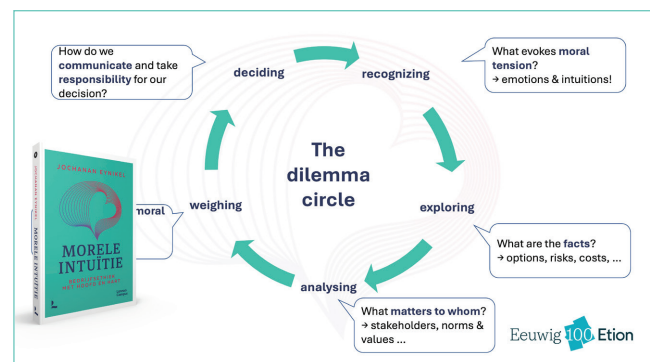 How do we
communicate and take
responsibility for our
decision?
deciding
recognizing
What evokes moral
tension?
→ emotions & intuitions!
The
dilemma
circle
exploring
What are the facts?
→ options, risks, costs, ...
analysing
What matters to whom?
→ stakeholders, norms &
values ...
weighing
moral
JOCHANAN EYNIKEL
MORELE
INTUÏTIE
MORELE INTUÏTIE
Eeuwig 100 Etion